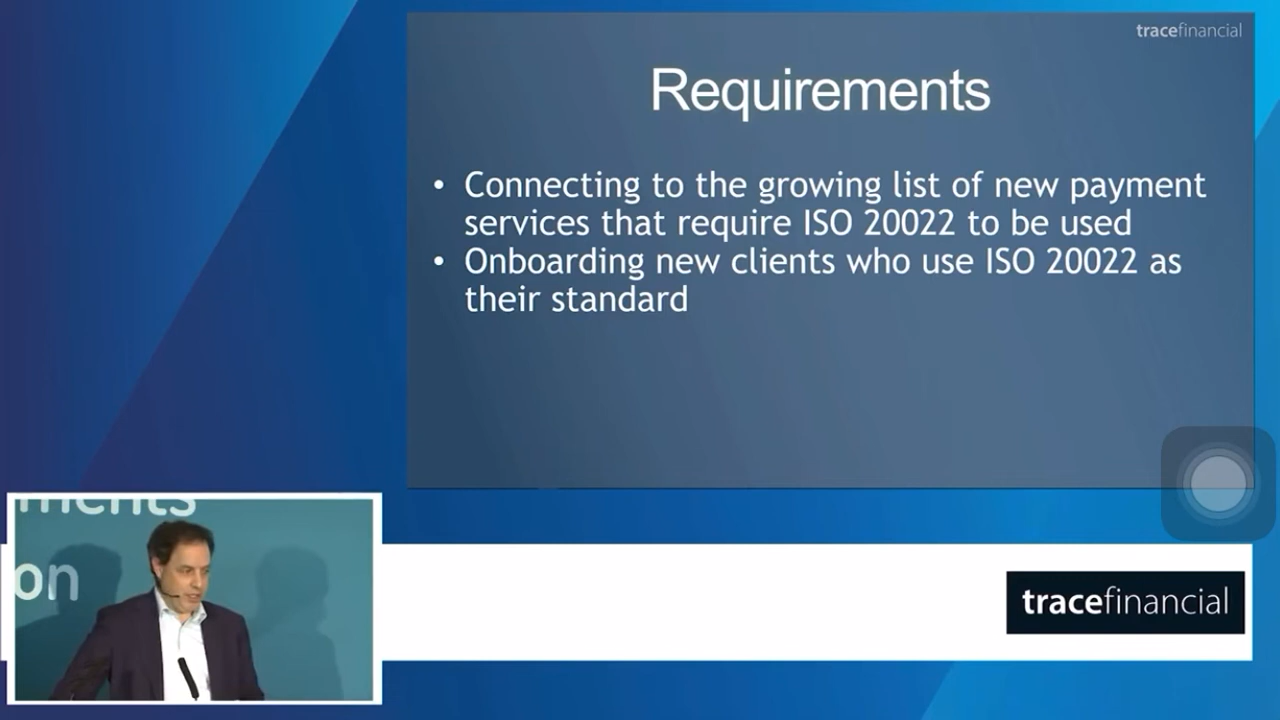 tracefinancial
Requirements
• Connecting to the growing list of new payment
services that require ISO 20022 to be used
• Onboarding new clients who use ISO 20022 as
their standard
on
tracefinancial